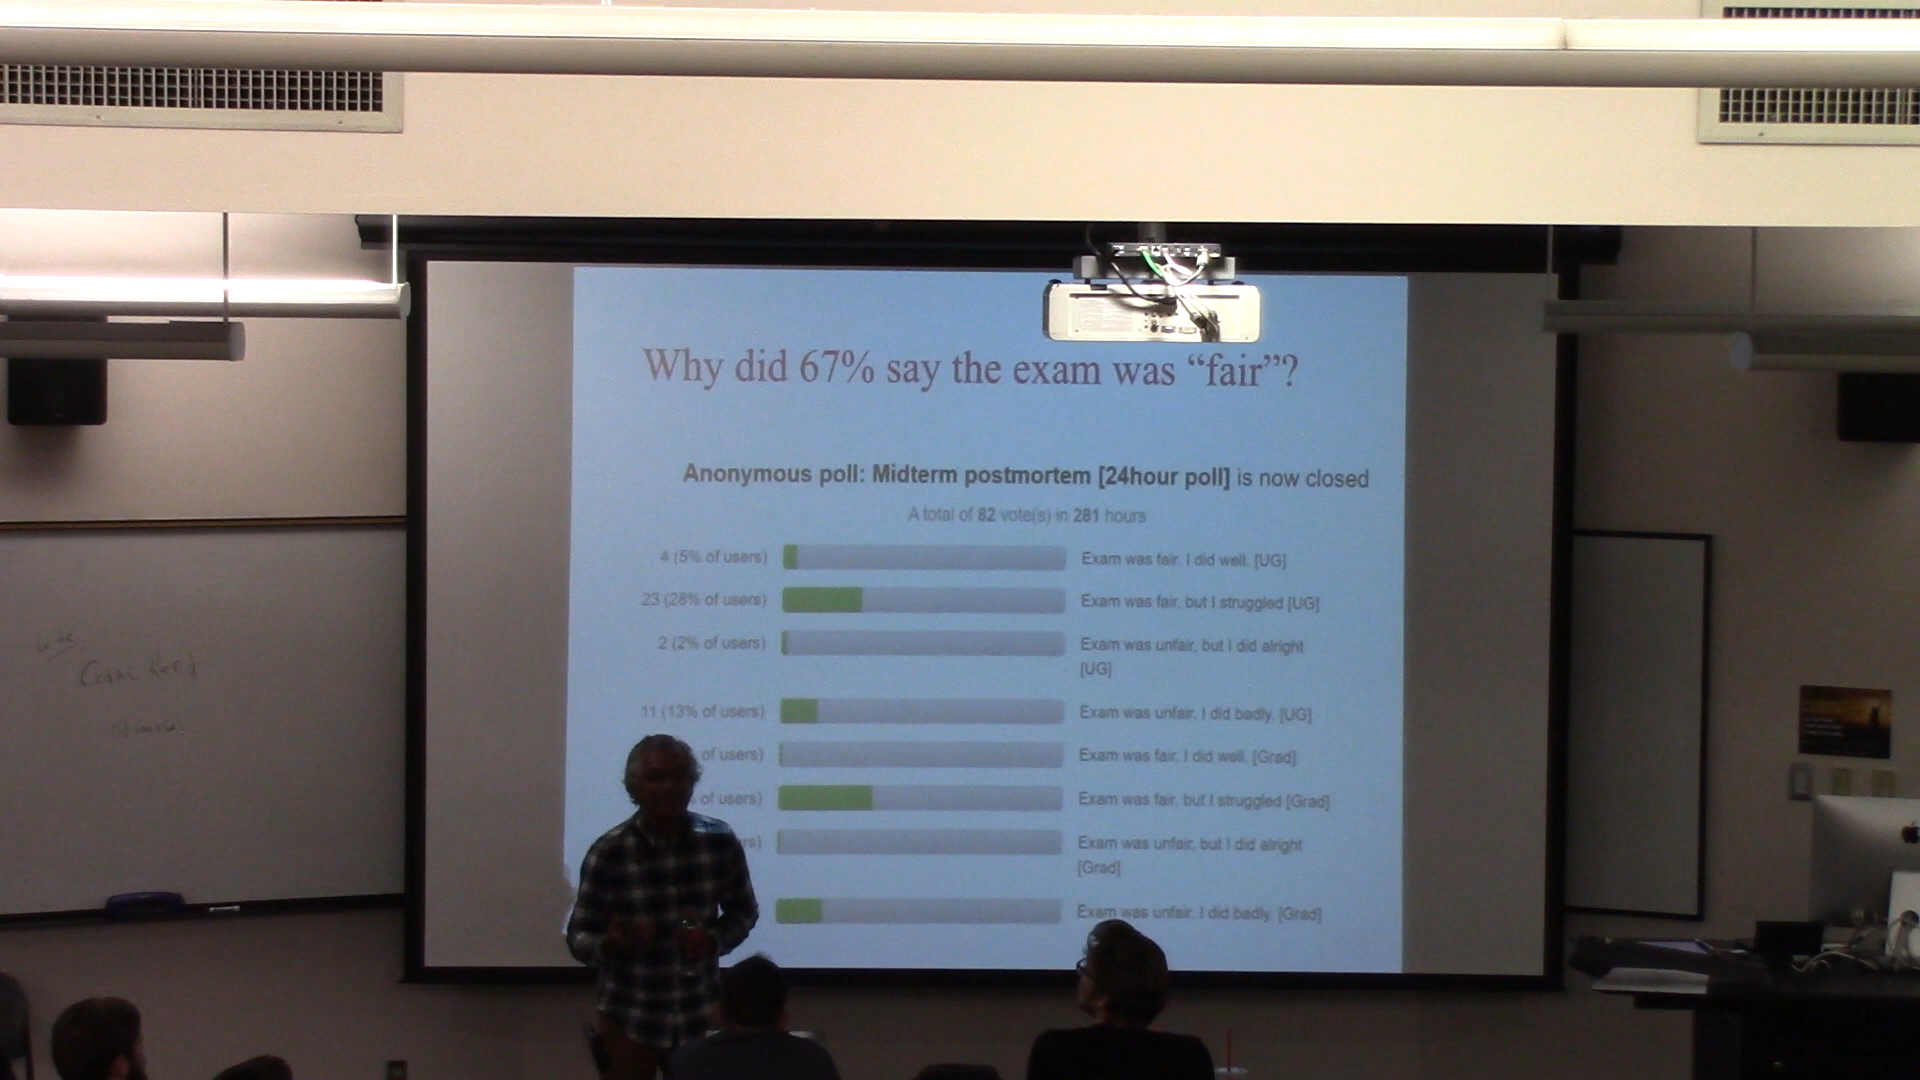 Why did 67% say the exam was “fair”?
Anonymous poll: Midterm postmortem [24hour poll] is now closed
A total of 82 vote(s) in 281 hours
4 (5% of users) Exam was fair. I did well. [UG]
23 (28% of users) Exam was fair, but I struggled [UG]
2 (2% of users) Exam was unfair, but I did alright
[UG]
11 (13% of users) Exam was unfair. I did badly. [UG]
of users) Exam was fair, I did well. [Grad]
of users) Exam was fair, but I struggled [Grad]
Exam was unfair, but I did alright
[Grad]
Exam was unfair. I did badly. [Grad]